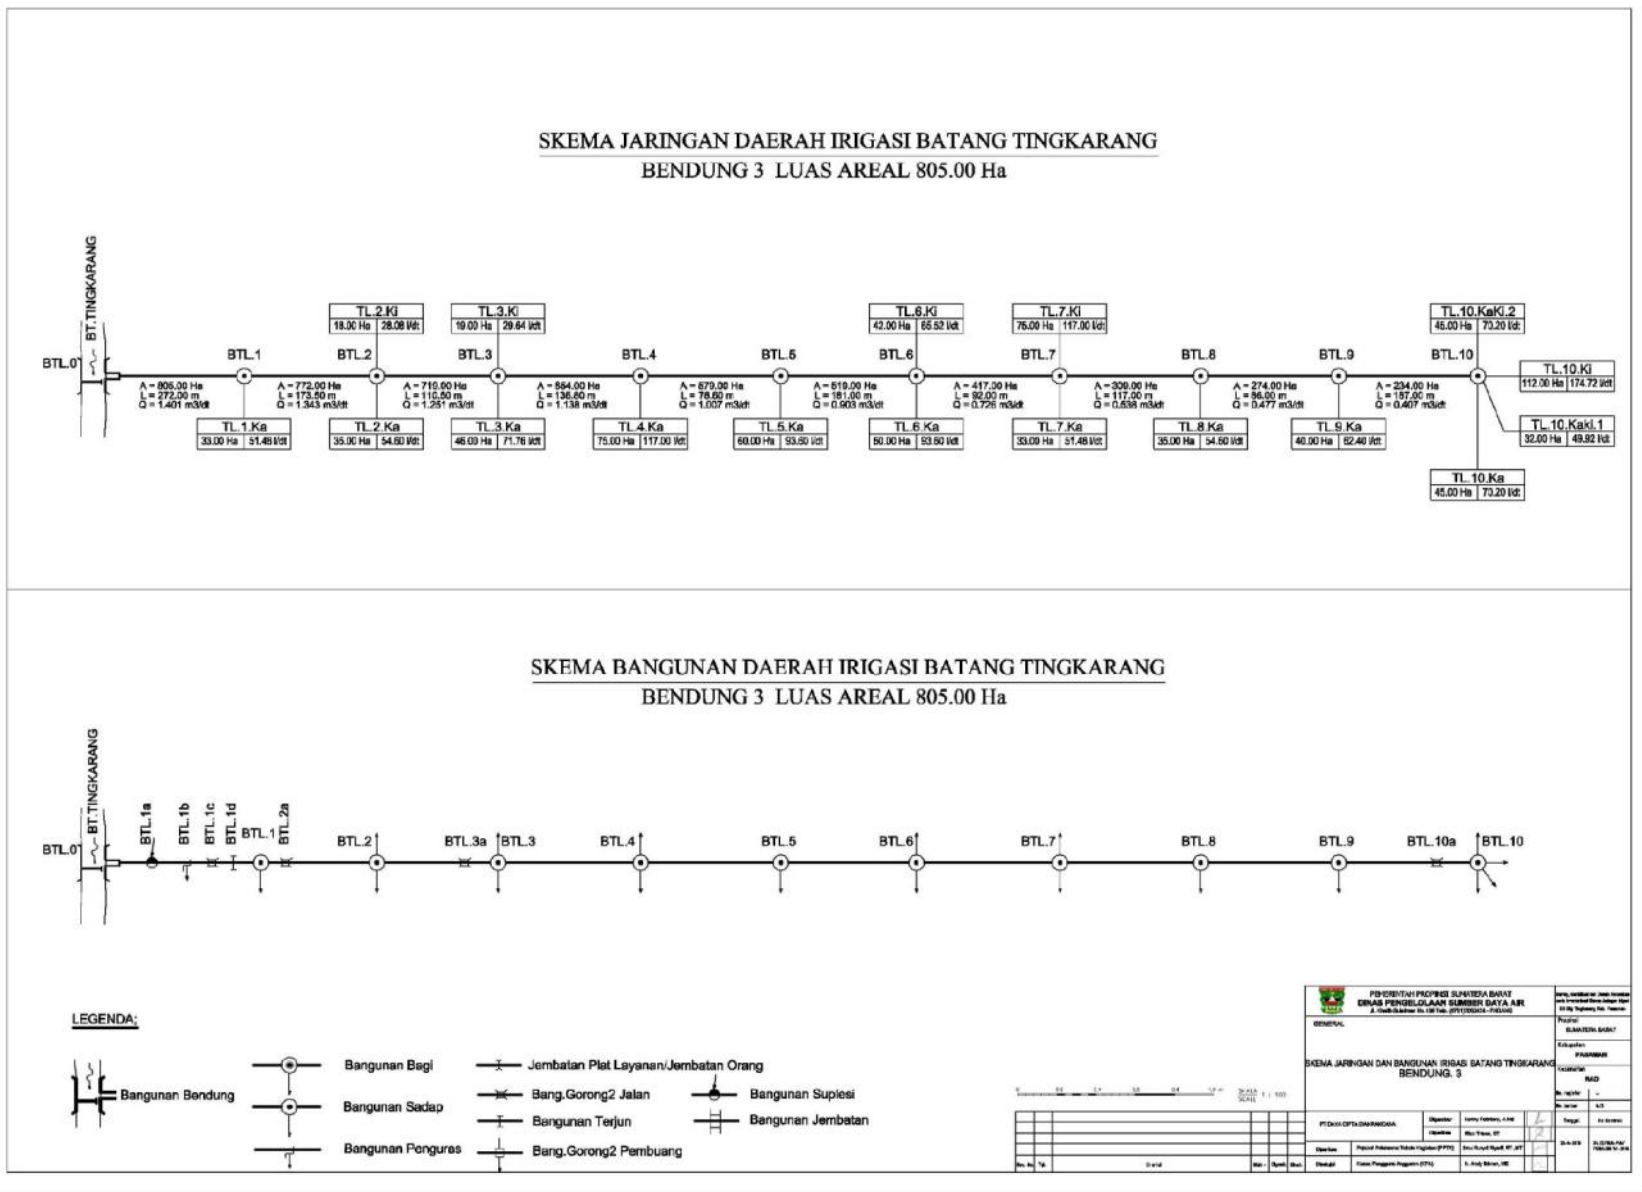 SKEMA JARINGAN DAERAH IRIGASI BATANG TINGKARANG
BENDUNG 3 LUAS AREAL 805.00 Ha
BT.TINGKARANG
BTL.0
TL.2.Ki
18.00 Ha 28.08 l/dt
TL.3.Ki
19.00 Ha 29.64 l/dt
TL.6.Ki
42.00 Ha 65.52 l/dt
TL.7.Ki
75.00 Ha 117.00 l/dt
TL.10.KaKi.2
45.00 Ha 70.20 l/dt
BTL.1
BTL.2
BTL.3
BTL.4
BTL.5
BTL.6
BTL.7
BTL.8
BTL.9
BTL.10
A = 805.00 Ha
L = 272.00 m
Q = 1.401 m3/dt
A = 772.00 Ha
L = 173.50 m
Q = 1.343 m3/dt
A = 719.00 Ha
L = 110.50 m
Q = 1.251 m3/dt
A = 654.00 Ha
L = 136.80 m
Q = 1.138 m3/dt
A = 579.00 Ha
L = 78.60 m
Q = 1.007 m3/dt
A = 519.00 Ha
L = 181.00 m
Q = 0.903 m3/dt
A = 417.00 Ha
L = 92.00 m
Q = 0.726 m3/dt
A = 309.00 Ha
L = 117.00 m
Q = 0.538 m3/dt
A = 274.00 Ha
L = 86.00 m
Q = 0.477 m3/dt
A = 234.00 Ha
L = 187.00 m
Q = 0.407 m3/dt
TL.10.Ki
112.00 Ha 174.72 l/dt
TL.10.Kaki.1
32.00 Ha 49.92 l/dt
TL.1.Ka
33.00 Ha 51.48 l/dt
TL.2.Ka
35.00 Ha 54.60 l/dt
TL.3.Ka
46.00 Ha 71.76 l/dt
TL.4.Ka
75.00 Ha 117.00 l/dt
TL.5.Ka
60.00 Ha 93.60 l/dt
TL.6.Ka
60.00 Ha 93.60 l/dt
TL.7.Ka
33.00 Ha 51.48 l/dt
TL.8.Ka
35.00 Ha 54.60 l/dt
TL.9.Ka
40.00 Ha 62.40 l/dt
TL.10.Ka
45.00 Ha 70.20 l/dt
SKEMA BANGUNAN DAERAH IRIGASI BATANG TINGKARANG
BENDUNG 3 LUAS AREAL 805.00 Ha
BT.TINGKARANG
BTL.0
BTL.1a
BTL.1b
BTL.1c
BTL.1d
BTL.1
BTL.2a
BTL.2
BTL.3a
BTL.3
BTL.4
BTL.5
BTL.6
BTL.7
BTL.8
BTL.9
BTL.10a
BTL.10
LEGENDA;
Bangunan Bendung
Bangunan Bagi
Bangunan Sadap
Bangunan Penguras
Jembatan Plat Layanan/Jembatan Orang
Bang.Gorong2 Jalan
Bangunan Terjun
Bang.Gorong2 Pembuang
Bangunan Suplesi
Bangunan Jembatan
SKALA 1 : 100
PEMERINTAH PROPINSI SUMATERA BARAT
DINAS PENGELOLAAN SUMBER DAYA AIR
GENERAL
SKEMA JARINGAN DAN BANGUNAN IRIGASI BATANG TINGKARANG
BENDUNG. 3
Propinsi
SUMATERA BARAT
Kabupaten
PASAMAN
Kecamatan
RAO